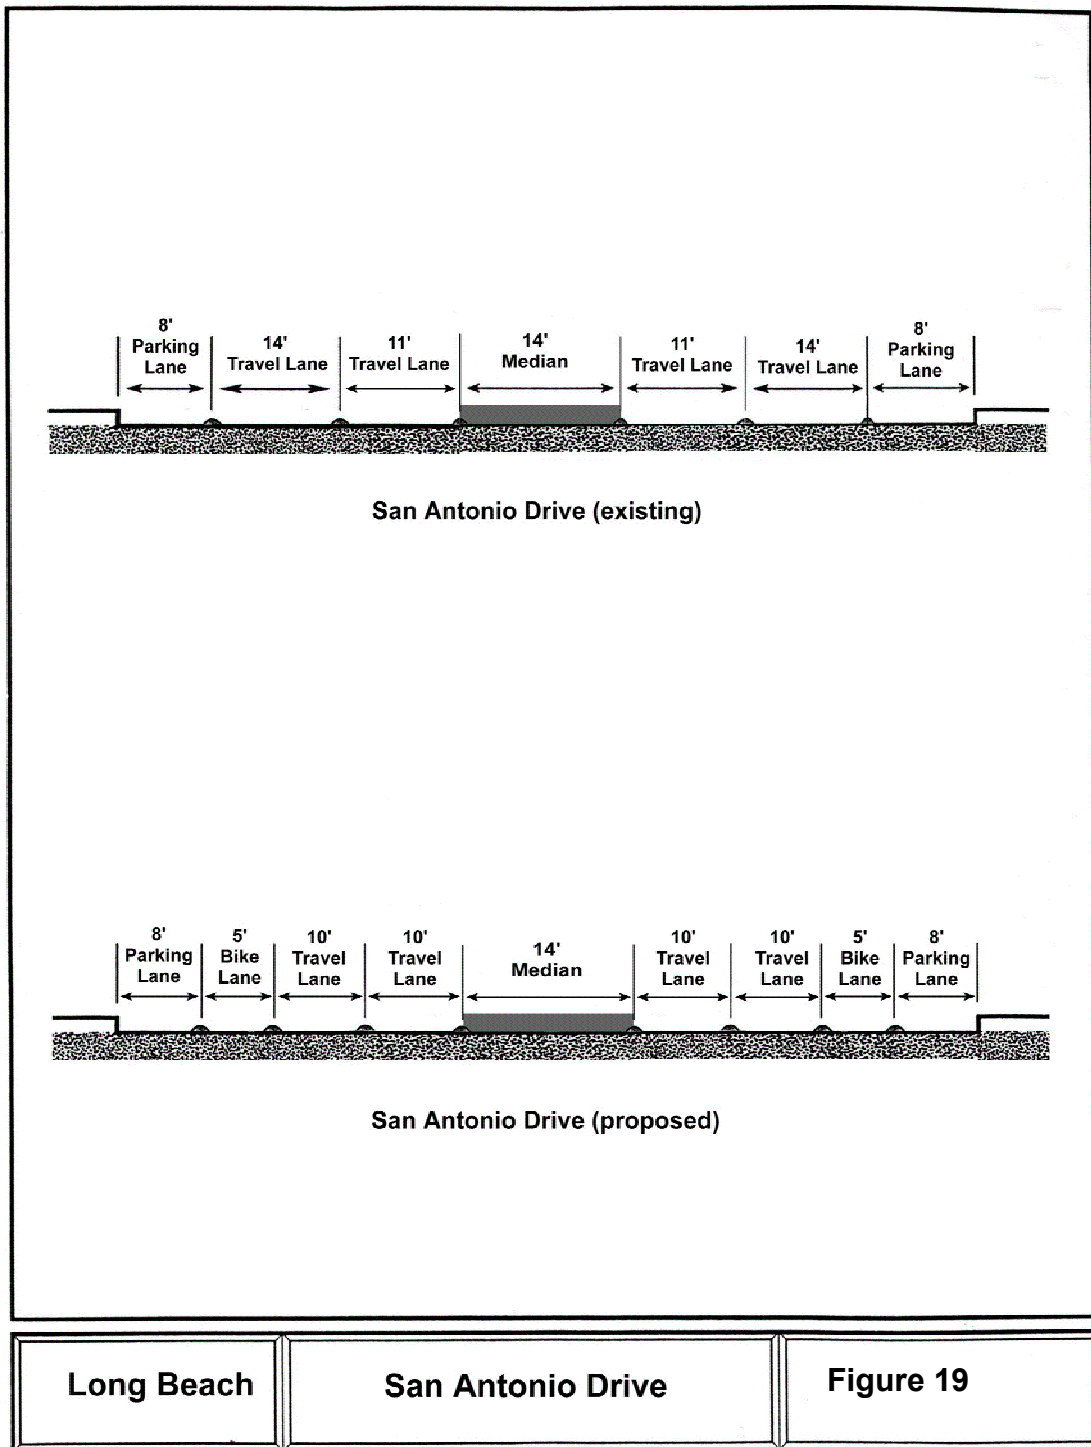 8' Parking Lane
14' Travel Lane
11' Travel Lane
14' Median
11' Travel Lane
14' Travel Lane
8' Parking Lane
San Antonio Drive (existing)
8' Parking Lane
5' Bike Lane
10' Travel Lane
10' Travel Lane
14' Median
10' Travel Lane
10' Travel Lane
5' Bike Lane
8' Parking Lane
San Antonio Drive (proposed)
Long Beach
San Antonio Drive
Figure 19